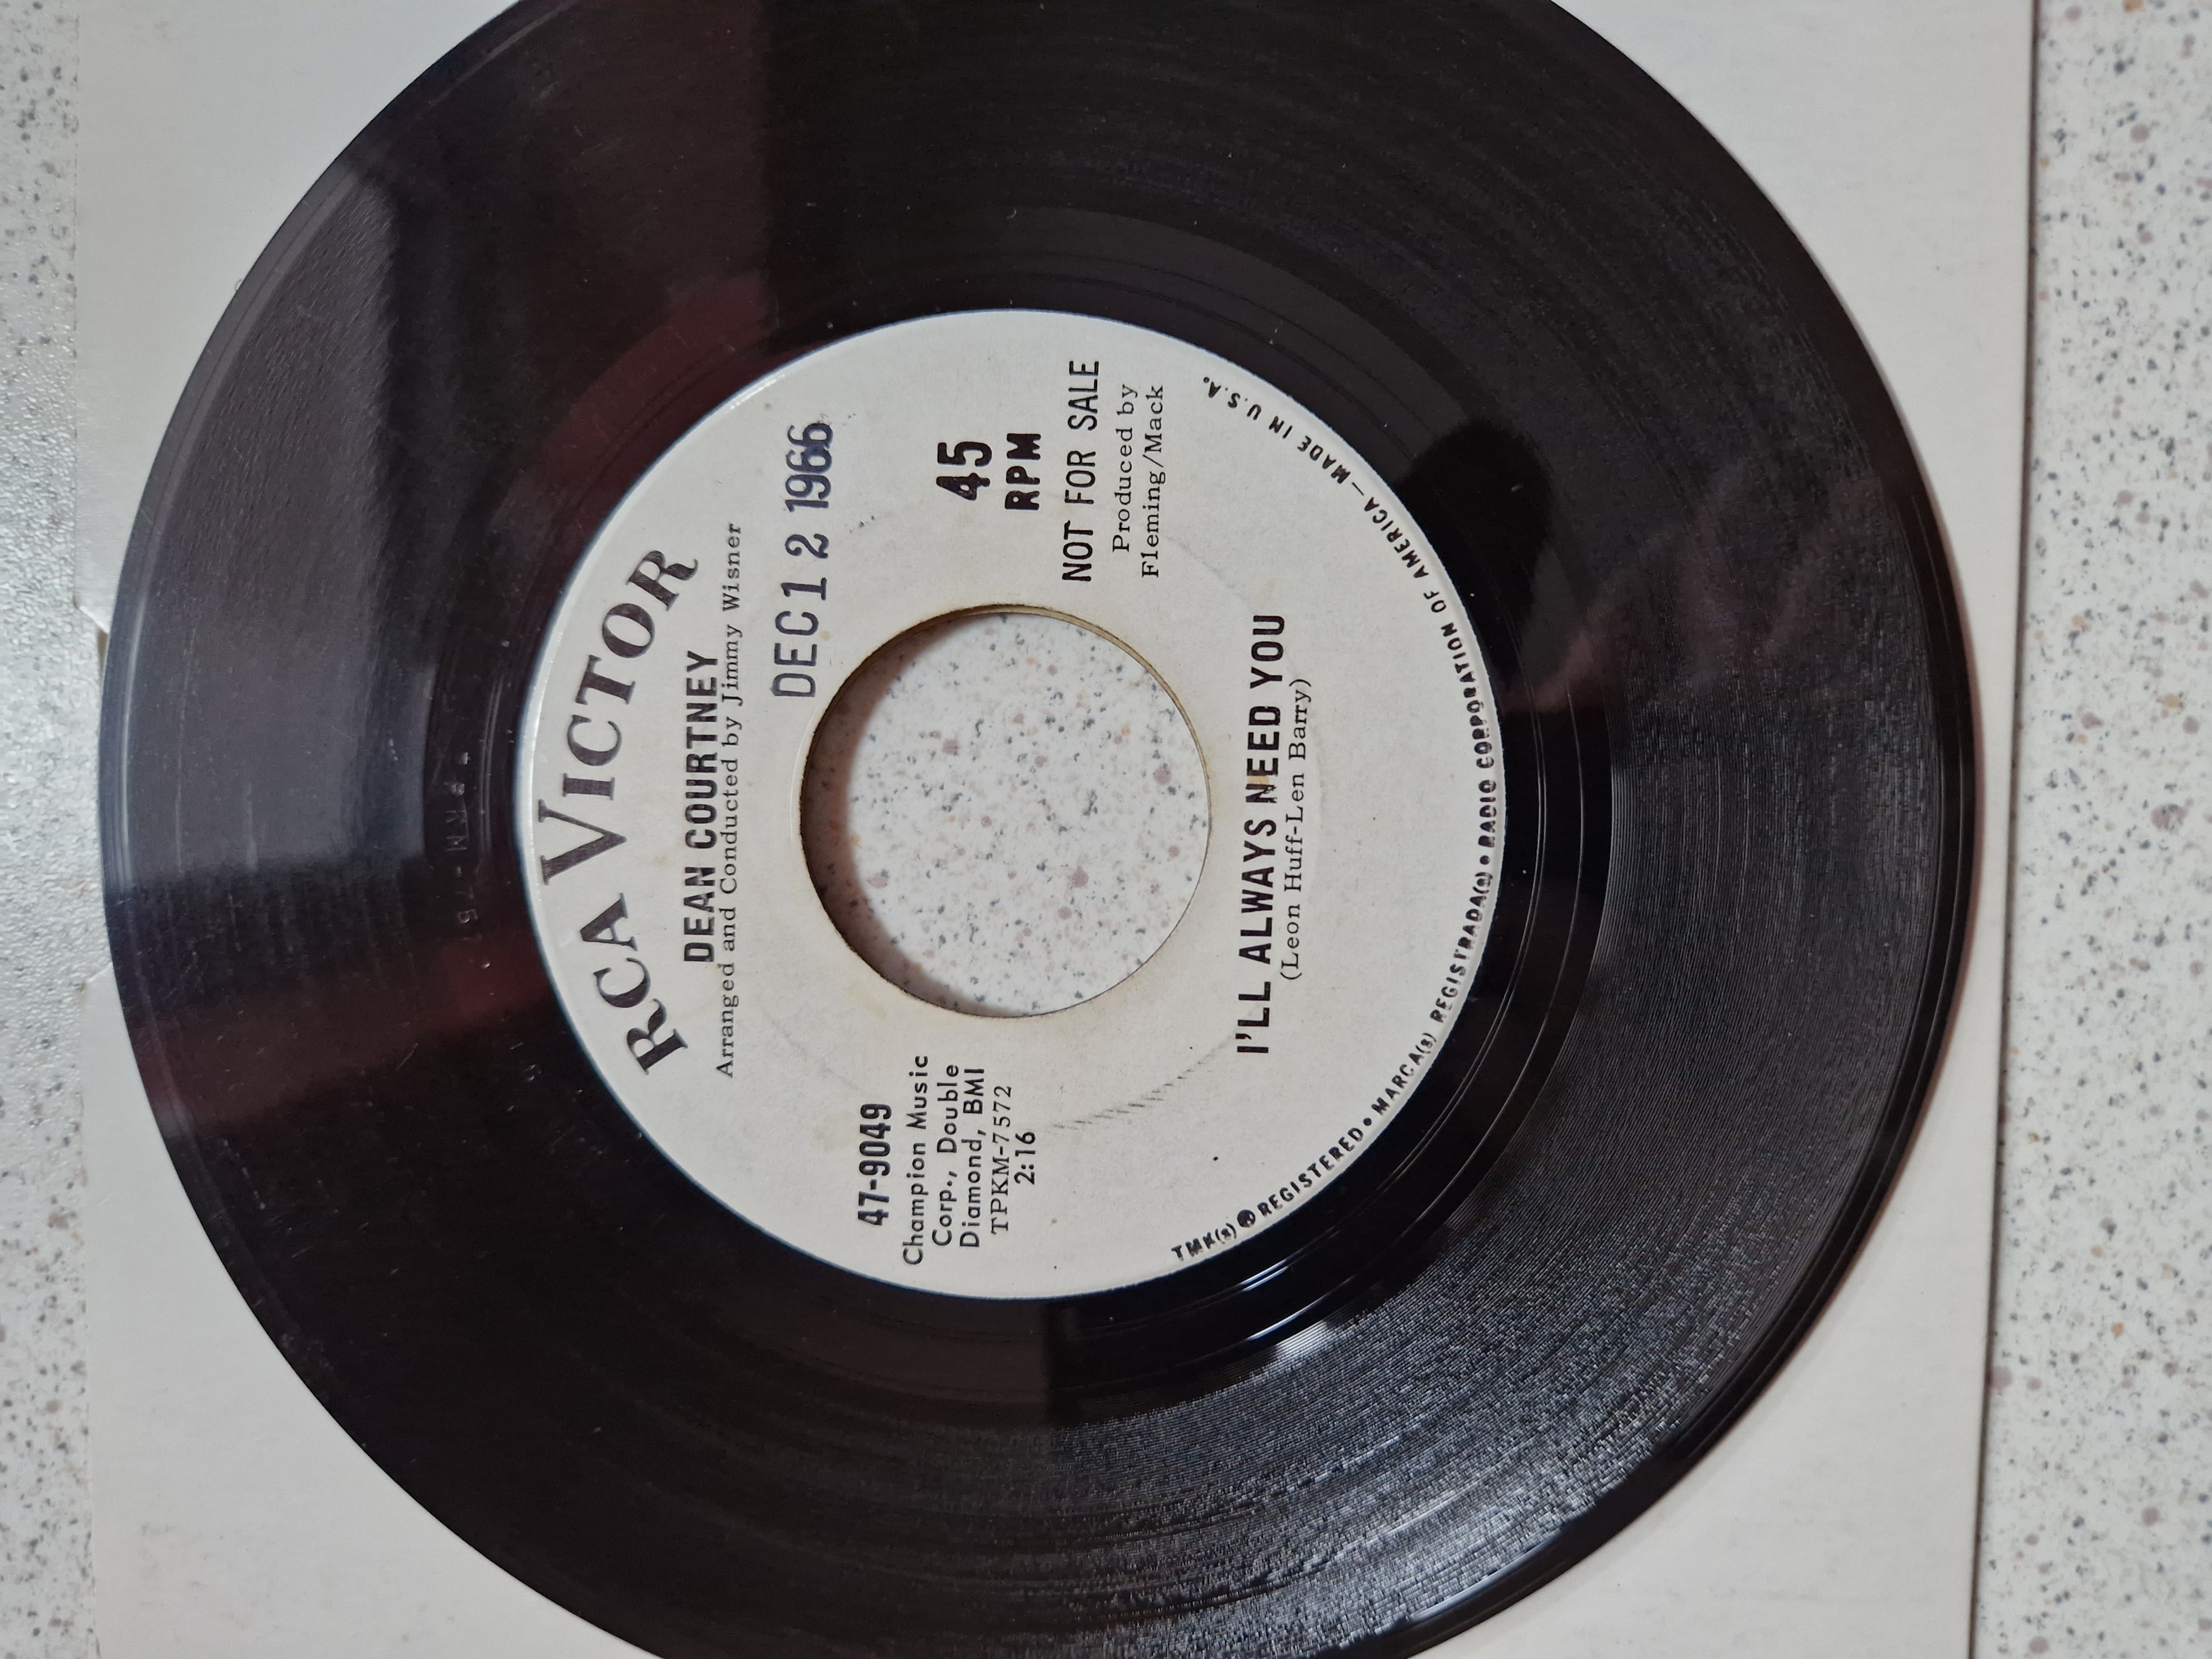 RCA VICTOR
DEAN COURTNEY
Arranged and Conducted by Jimmy Wisner
DEC 12 1966
47-9049
Champion Music
Corp., Double
Diamond, BMI
TPKM-7572
2:16
45
RPM
NOT FOR SALE
Produced by
Fleming/Mack
I'LL ALWAYS NEED YOU
(Leon Huff-Len Barry)
TMK(s) ® REGISTERED • MARCA(s) REGISTRADA(s) • RADIO CORPORATION OF AMERICA — MADE IN U.S.A.